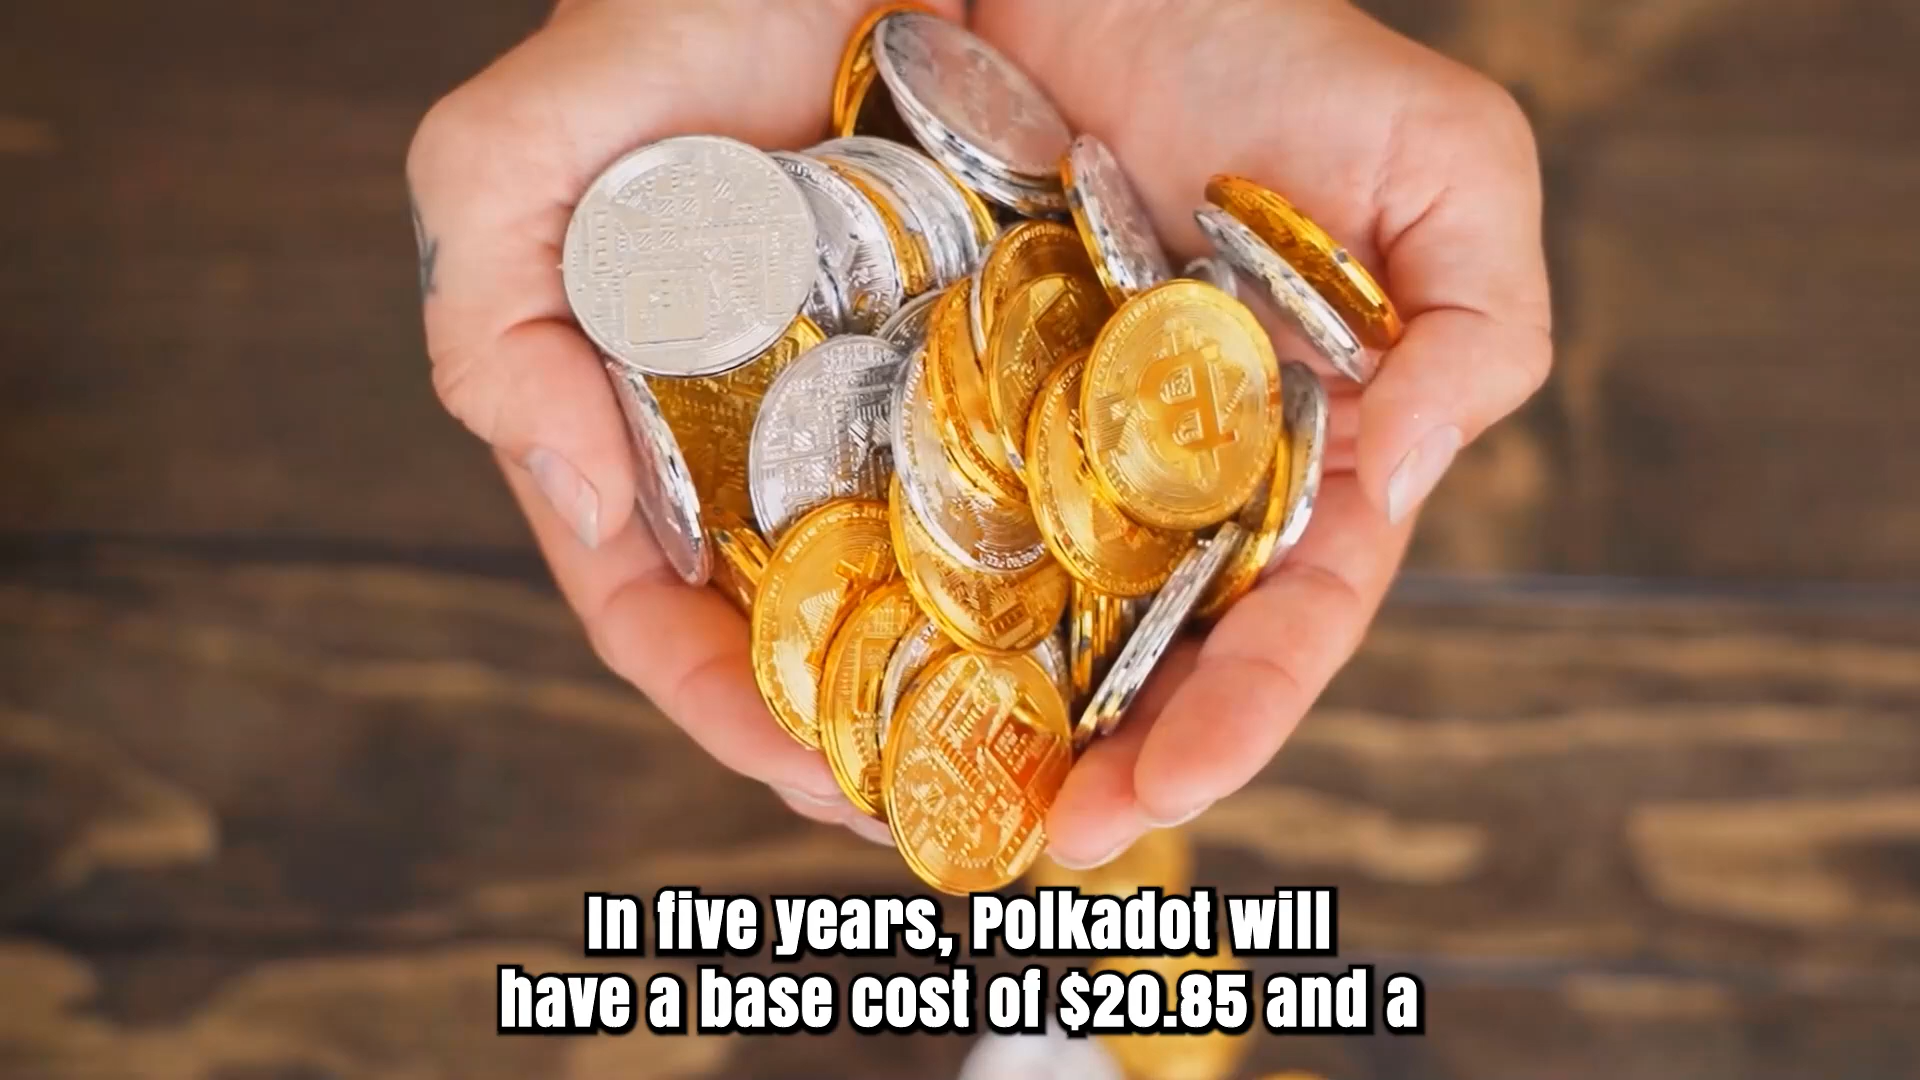 In five years, Polkadot will
have a base cost of $20.85 and a